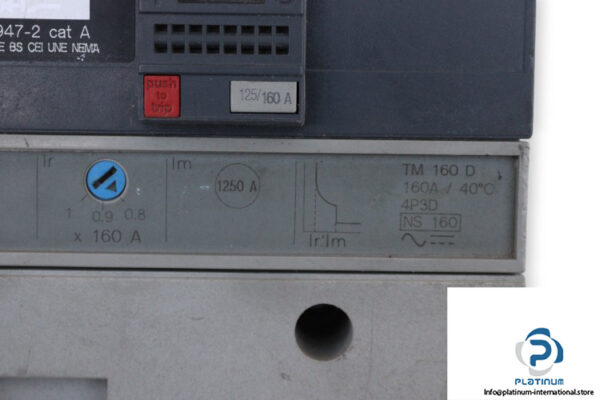 947-2 cat A
E BS CEI UNE NEMA
push
to
trip
125/160 A
Ir
Im
1250 A
1 0.9 0.8
x 160 A
Ir Im
TM 160 D
160A / 40°C
4P3D
NS 160
PLATINUM
Info@platinum-international.store